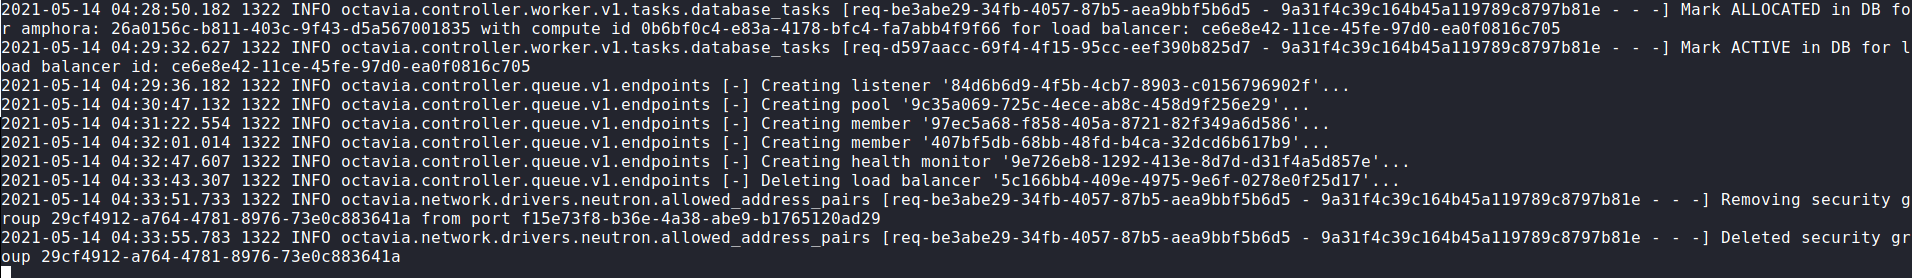 2021-05-14 04:28:50.182 1322 INFO octavia.controller.worker.v1.tasks.database_tasks [req-be3abe29-34fb-4057-87b5-aea9bbf5b6d5 - 9a31f4c39c164b45a119789c8797b81e - - -] Mark ALLOCATED in DB fo
r amphora: 26a0156c-b811-403c-9f43-d5a567001835 with compute id 0b6bf0c4-e83a-4178-bfc4-fa7abb4f9f66 for load balancer: ce6e8e42-11ce-45fe-97d0-ea0f0816c705
2021-05-14 04:29:32.627 1322 INFO octavia.controller.worker.v1.tasks.database_tasks [req-d597aacc-69f4-4f15-95cc-eef390b825d7 - 9a31f4c39c164b45a119789c8797b81e - - -] Mark ACTIVE in DB for l
oad balancer id: ce6e8e42-11ce-45fe-97d0-ea0f0816c705
2021-05-14 04:29:36.182 1322 INFO octavia.controller.queue.v1.endpoints [-] Creating listener '84d6b6d9-4f5b-4cb7-8903-c0156796902f'...
2021-05-14 04:30:47.132 1322 INFO octavia.controller.queue.v1.endpoints [-] Creating pool '9c35a069-725c-4ece-ab8c-458d9f256e29'...
2021-05-14 04:31:22.554 1322 INFO octavia.controller.queue.v1.endpoints [-] Creating member '97ec5a68-f858-405a-8721-82f349a6d586'...
2021-05-14 04:32:01.014 1322 INFO octavia.controller.queue.v1.endpoints [-] Creating member '407bf5db-68bb-48fd-b4ca-32dcd6b617b9'...
2021-05-14 04:32:47.607 1322 INFO octavia.controller.queue.v1.endpoints [-] Creating health monitor '9e726eb8-1292-413e-8d7d-d31f4a5d857e'...
2021-05-14 04:33:43.307 1322 INFO octavia.controller.queue.v1.endpoints [-] Deleting load balancer '5c166bb4-409e-4975-9e6f-0278e0f25d17'...
2021-05-14 04:33:51.733 1322 INFO octavia.network.drivers.neutron.allowed_address_pairs [req-be3abe29-34fb-4057-87b5-aea9bbf5b6d5 - 9a31f4c39c164b45a119789c8797b81e - - -] Removing security g
roup 29cf4912-a764-4781-8976-73e0c883641a from port f15e73f8-b36e-4a38-abe9-b1765120ad29
2021-05-14 04:33:55.783 1322 INFO octavia.network.drivers.neutron.allowed_address_pairs [req-be3abe29-34fb-4057-87b5-aea9bbf5b6d5 - 9a31f4c39c164b45a119789c8797b81e - - -] Deleted security gr
oup 29cf4912-a764-4781-8976-73e0c883641a